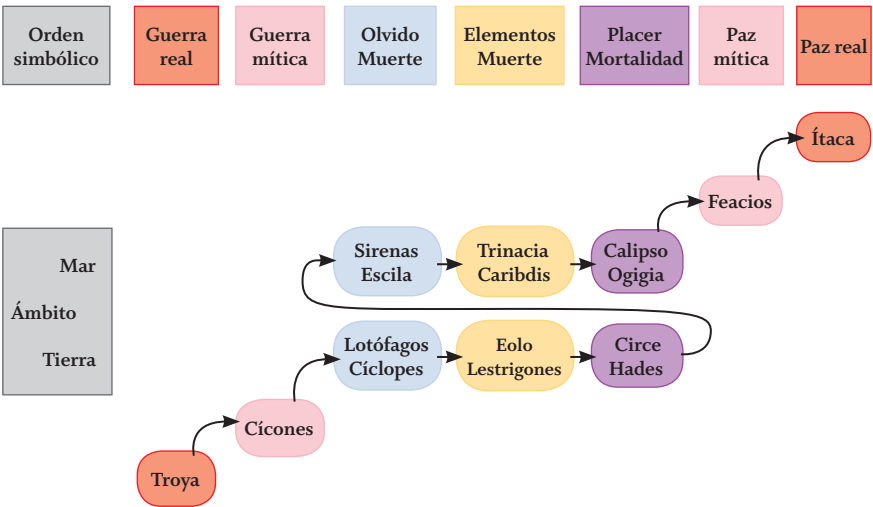 Orden
simbólico
Guerra
real
Guerra
mítica
Olvido
Muerte
Elementos
Muerte
Placer
Mortalidad
Paz
mítica
Paz real
Ítaca
Feacios
Mar
Ámbito
Tierra
Sirenas
Escila
Trinacia
Caribdis
Calipso
Ogigia
Lotófagos
Cíclopes
Eolo
Lestrigones
Circe
Hades
Cícones
Troya